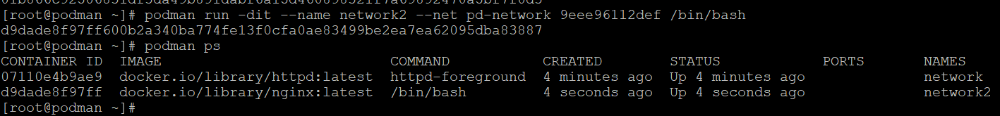 [root@podman ~]# podman run -dit --name network2 --net pd-network 9eee96112def /bin/bash
d9dade8f97ff600b2a340ba774fe13f0cfa0ae83499be2ea7ea62095dba83887
[root@podman ~]# podman ps
CONTAINER ID  IMAGE                           COMMAND           CREATED        STATUS            PORTS       NAMES
07110e4b9ae9  docker.io/library/httpd:latest  httpd-foreground  4 minutes ago  Up 4 minutes ago              network
d9dade8f97ff  docker.io/library/nginx:latest  /bin/bash         4 seconds ago  Up 4 seconds ago              network2
[root@podman ~]#